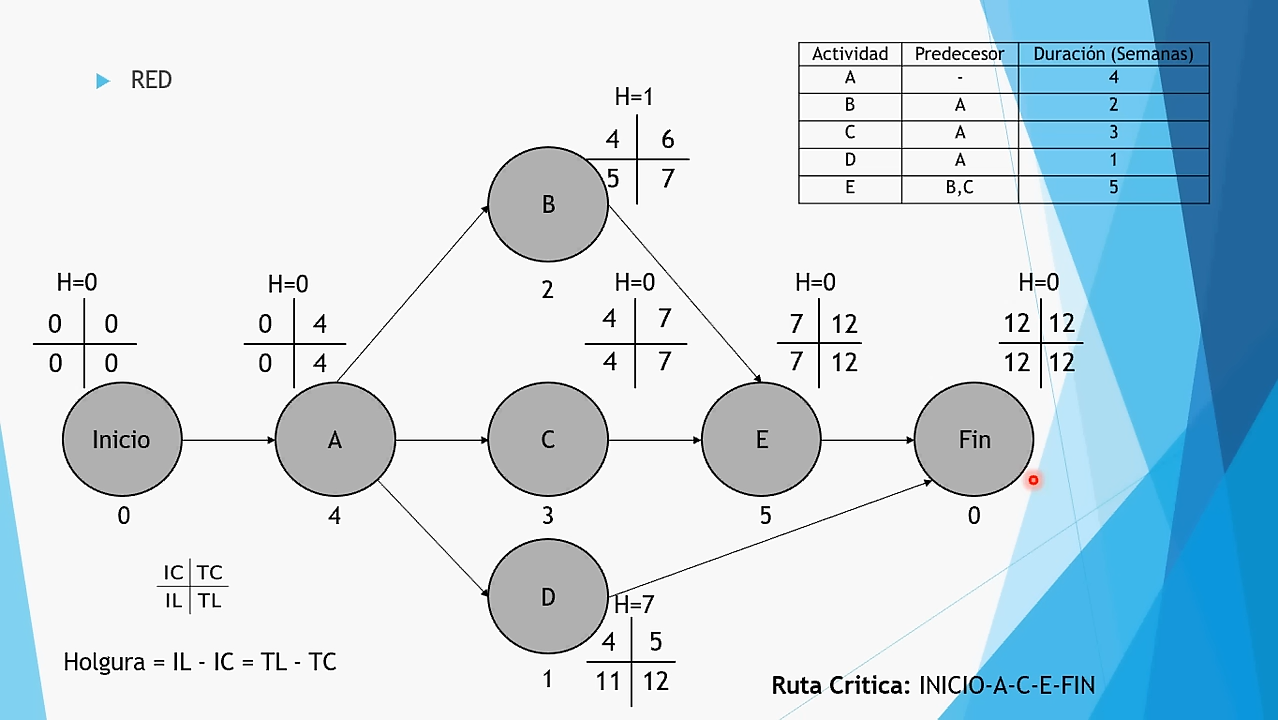 RED
Actividad Predecesor Duración (Semanas)
A - 4
B A 2
C A 3
D A 1
E B,C 5
H=1
4 6
5 7
B
2
H=0
0 0
0 0
Inicio
0
H=0
0 4
0 4
A
4
H=0
4 7
4 7
C
3
H=0
7 12
7 12
E
5
H=0
12 12
12 12
Fin
0
D
1
H=7
4 5
11 12
IC TC
IL TL
Holgura = IL - IC = TL - TC
Ruta Critica: INICIO-A-C-E-FIN